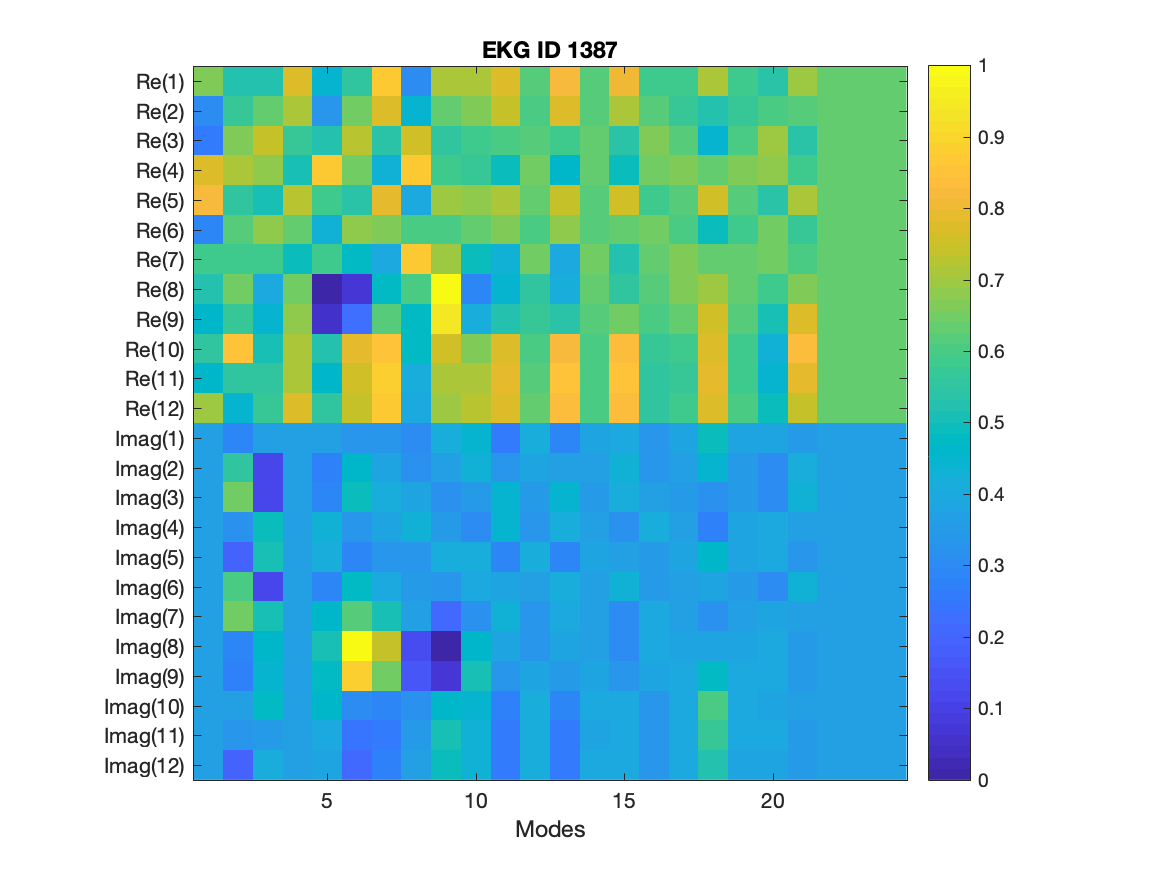 EKG ID 1387
Re(1)
Re(2)
Re(3)
Re(4)
Re(5)
Re(6)
Re(7)
Re(8)
Re(9)
Re(10)
Re(11)
Re(12)
Imag(1)
Imag(2)
Imag(3)
Imag(4)
Imag(5)
Imag(6)
Imag(7)
Imag(8)
Imag(9)
Imag(10)
Imag(11)
Imag(12)
5 10 15 20
Modes
1
0.9
0.8
0.7
0.6
0.5
0.4
0.3
0.2
0.1
0